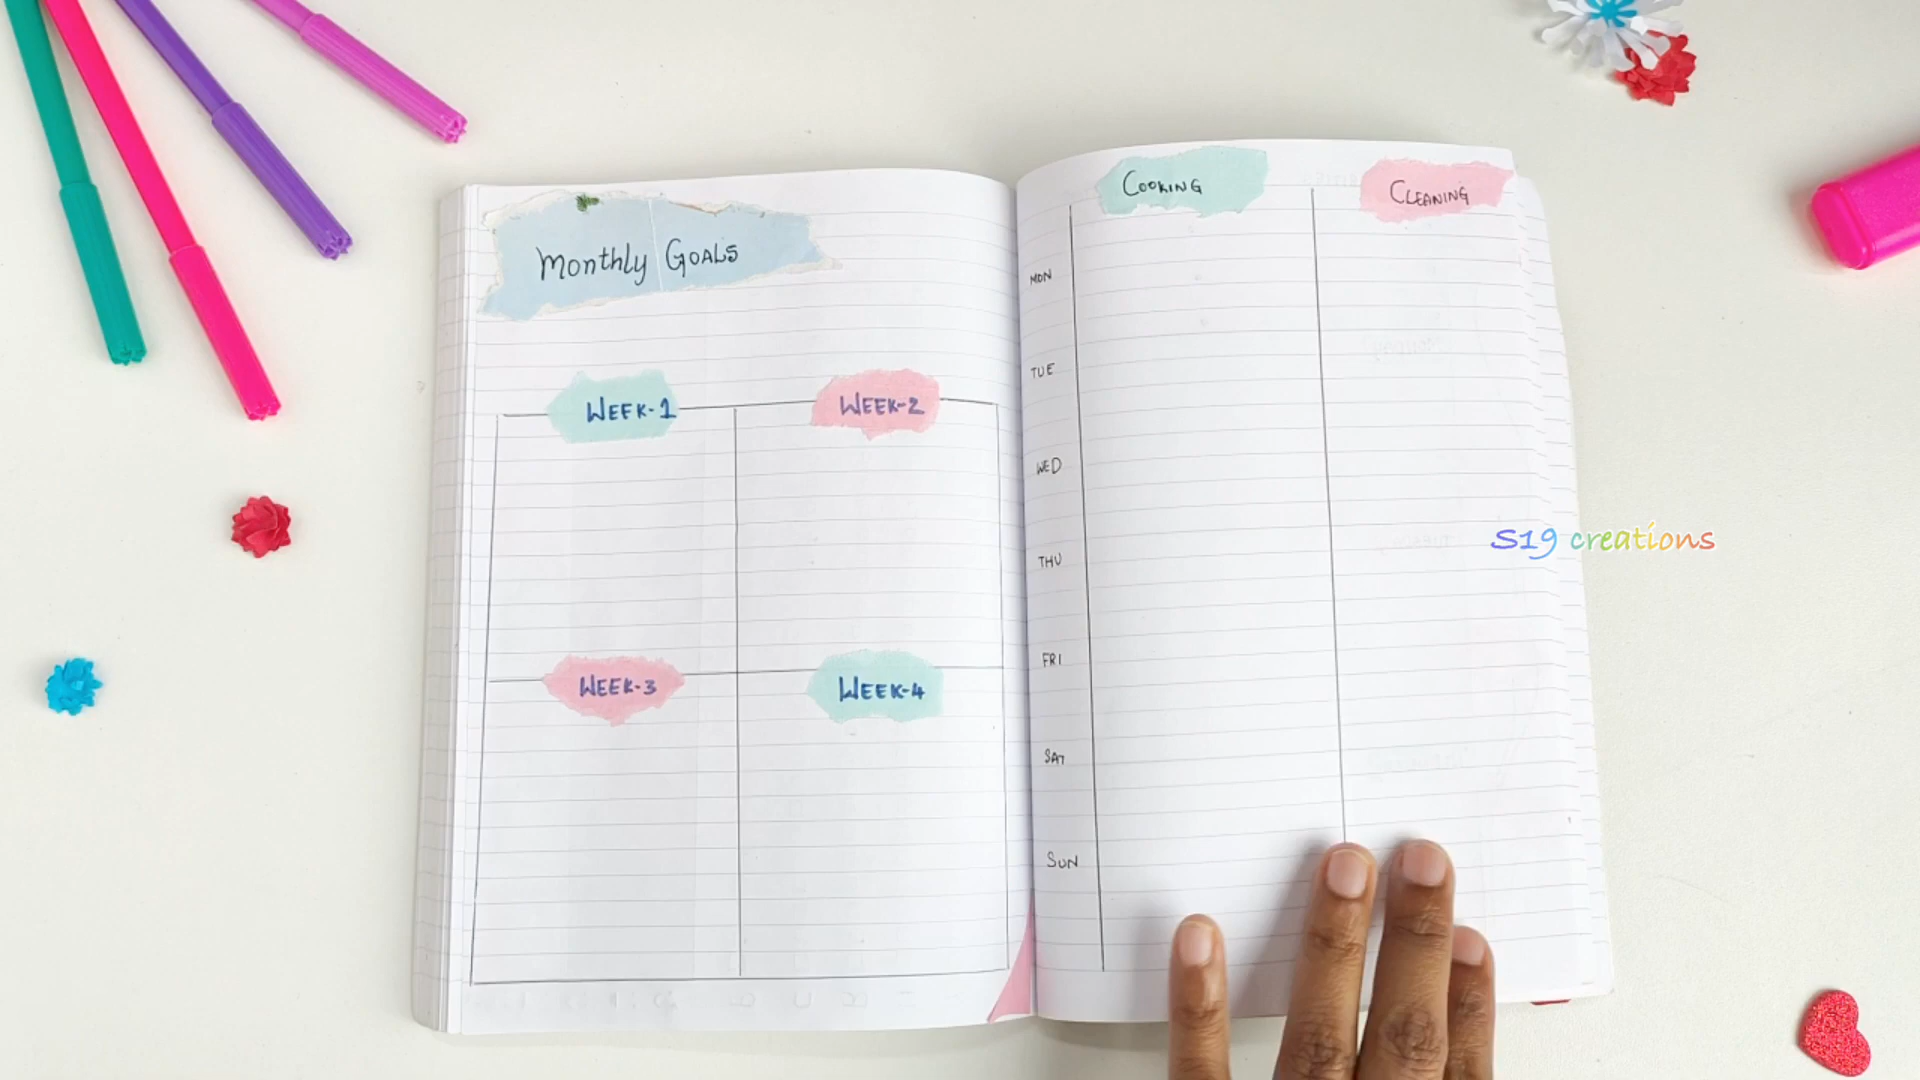 Monthly GOALS
WEEK-1
WEEK-2
WEEK-3
WEEK-4
COOKING
CLEANING
MON
TUE
WED
THU
FRI
SAT
SUN
S19 creations